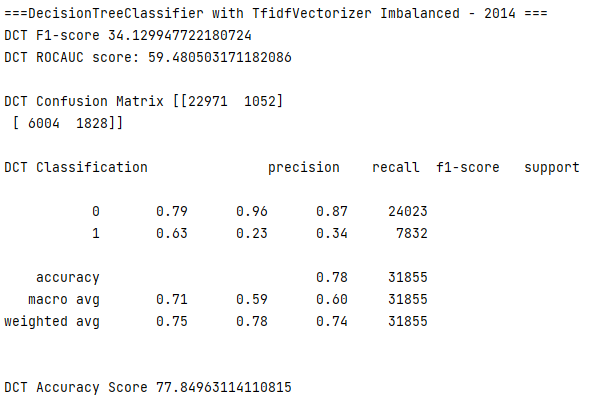 ===DecisionTreeClassifier with TfidfVectorizer Imbalanced - 2014 ===
DCT F1-score 34.129947722180724
DCT ROCAUC score: 59.480503171182086
DCT Confusion Matrix [[22971  1052]
 [ 6004  1828]]
DCT Classification               precision    recall  f1-score   support
           0       0.79      0.96      0.87     24023
           1       0.63      0.23      0.34      7832
    accuracy                           0.78     31855
   macro avg       0.71      0.59      0.60     31855
weighted avg       0.75      0.78      0.74     31855
DCT Accuracy Score 77.84963114110815